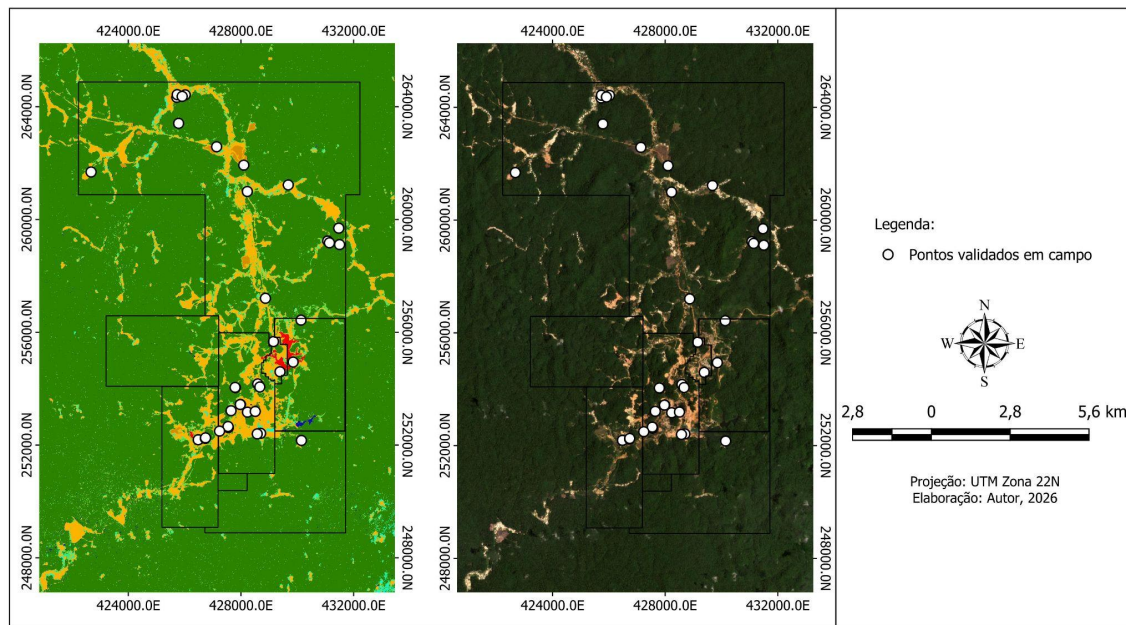 424000.0E 428000.0E 432000.0E
424000.0E 428000.0E 432000.0E
264000.0N
264000.0N
264000.0N
264000.0N
260000.0N
260000.0N
260000.0N
260000.0N
256000.0N
256000.0N
256000.0N
256000.0N
252000.0N
252000.0N
252000.0N
252000.0N
248000.0N
248000.0N
248000.0N
248000.0N
424000.0E 428000.0E 432000.0E
424000.0E 428000.0E 432000.0E
Legenda:
Pontos validados em campo
N
W E
S
2,8 0 2,8 5,6 km
Projeção: UTM Zona 22N
Elaboração: Autor, 2026